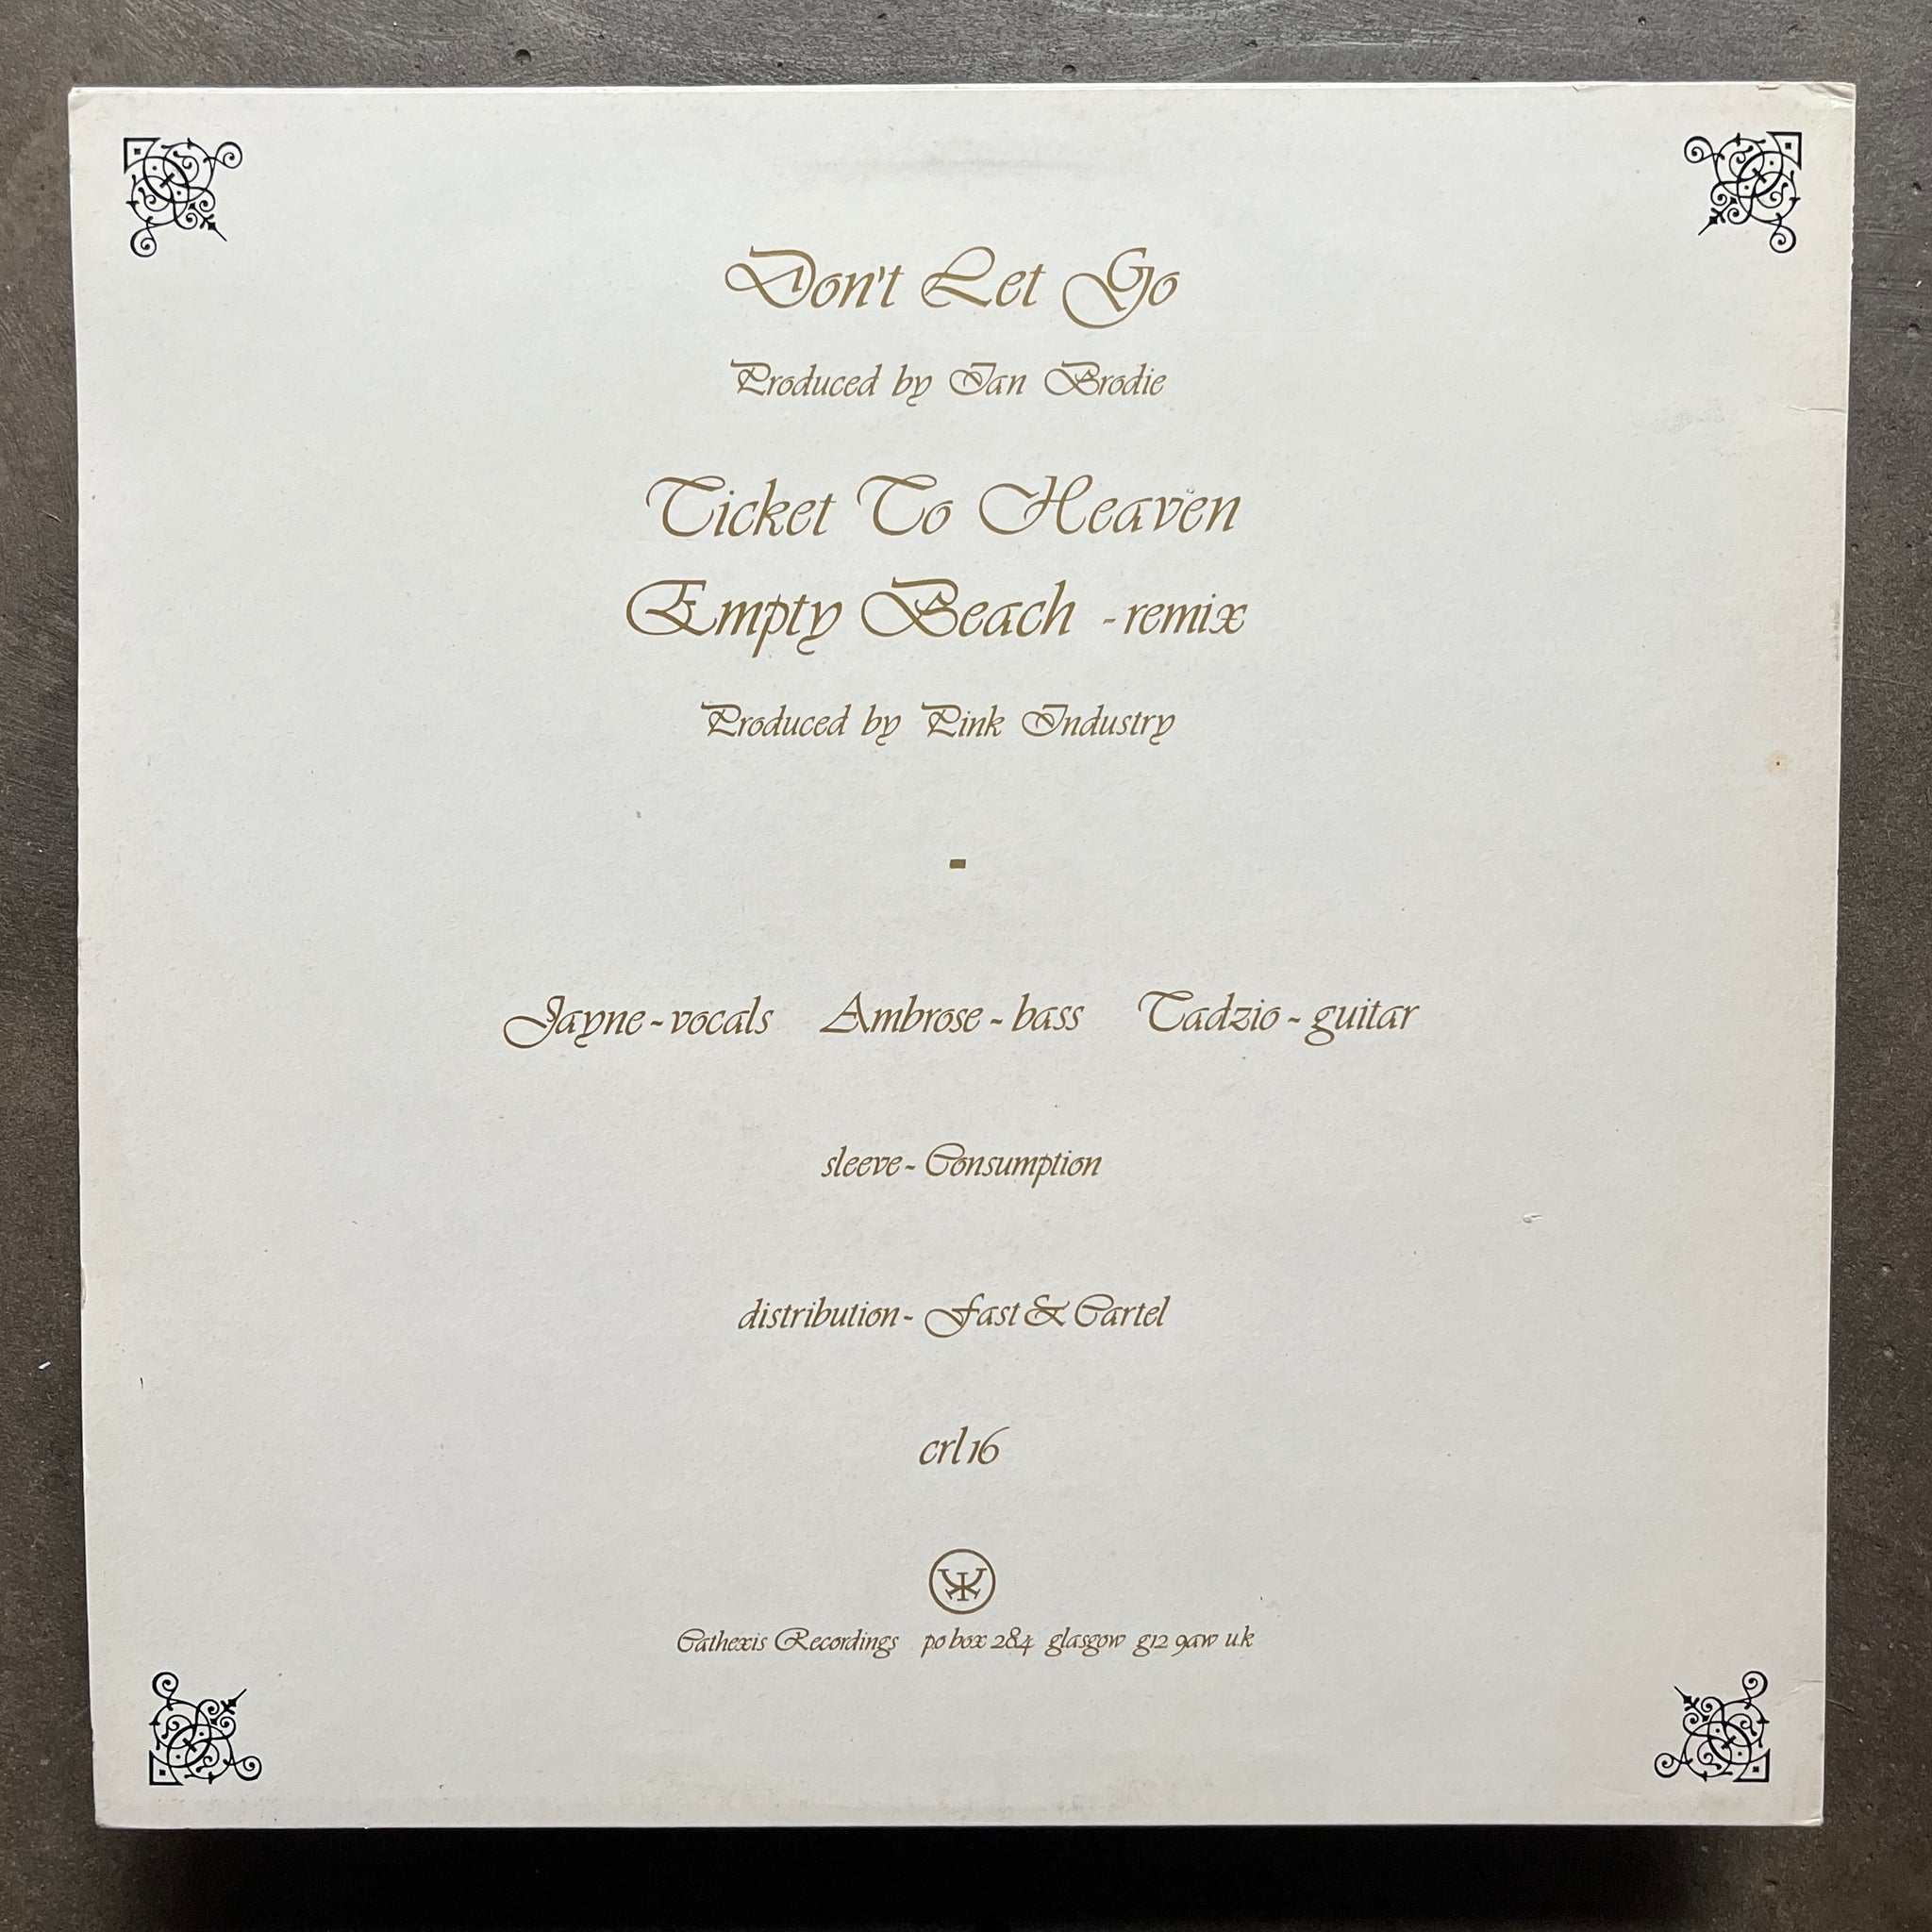 Don't Let Go
Produced by Ian Brodie
Ticket To Heaven
Empty Beach - remix
Produced by Pink Industry
-
Jayne - vocals Ambrose - bass Tadzio - guitar
sleeve - Consumption
distribution - Fast & Cartel
crl 16
Cathexis Recordings po box 284 glasgow g12 9aw uk